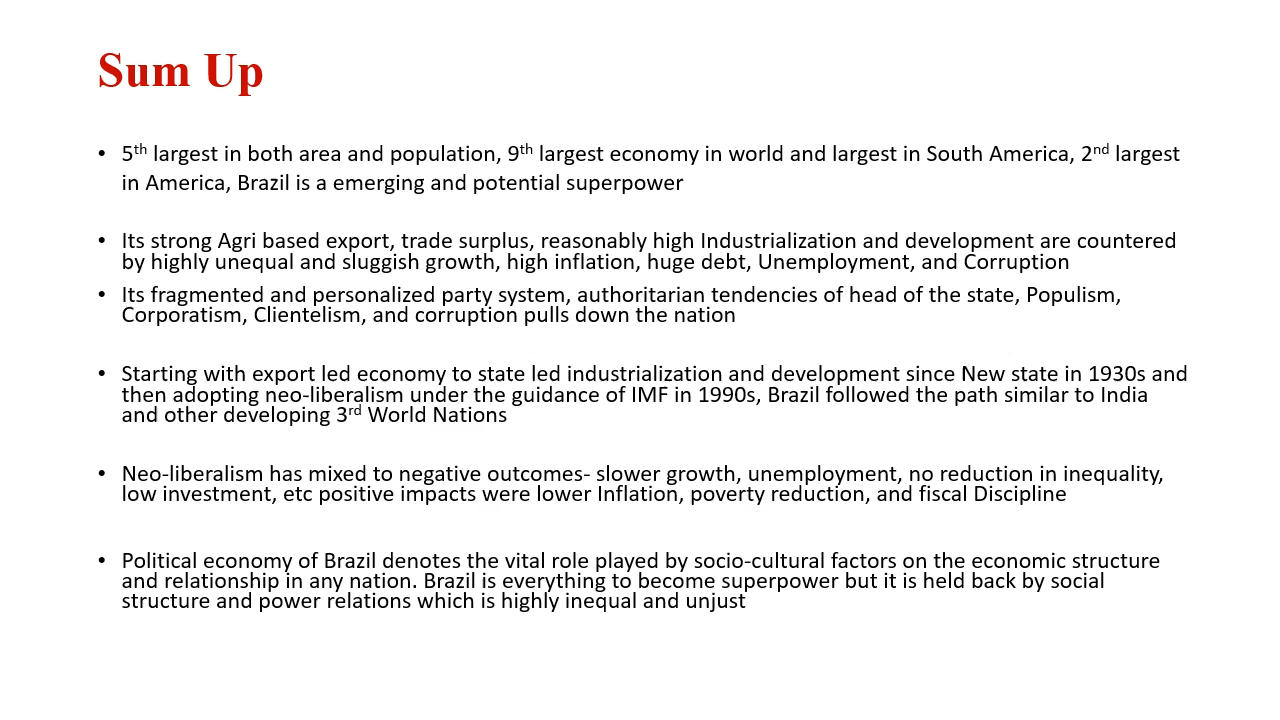 Sum Up
• 5th largest in both area and population, 9th largest economy in world and largest in South America, 2nd largest
in America, Brazil is a emerging and potential superpower
• Its strong Agri based export, trade surplus, reasonably high Industrialization and development are countered
by highly unequal and sluggish growth, high inflation, huge debt, Unemployment, and Corruption
• Its fragmented and personalized party system, authoritarian tendencies of head of the state, Populism,
Corporatism, Clientelism, and corruption pulls down the nation
• Starting with export led economy to state led industrialization and development since New state in 1930s and
then adopting neo-liberalism under the guidance of IMF in 1990s, Brazil followed the path similar to India
and other developing 3rd World Nations
• Neo-liberalism has mixed to negative outcomes- slower growth, unemployment, no reduction in inequality,
low investment, etc positive impacts were lower Inflation, poverty reduction, and fiscal Discipline
• Political economy of Brazil denotes the vital role played by socio-cultural factors on the economic structure
and relationship in any nation. Brazil is everything to become superpower but it is held back by social
structure and power relations which is highly inequal and unjust